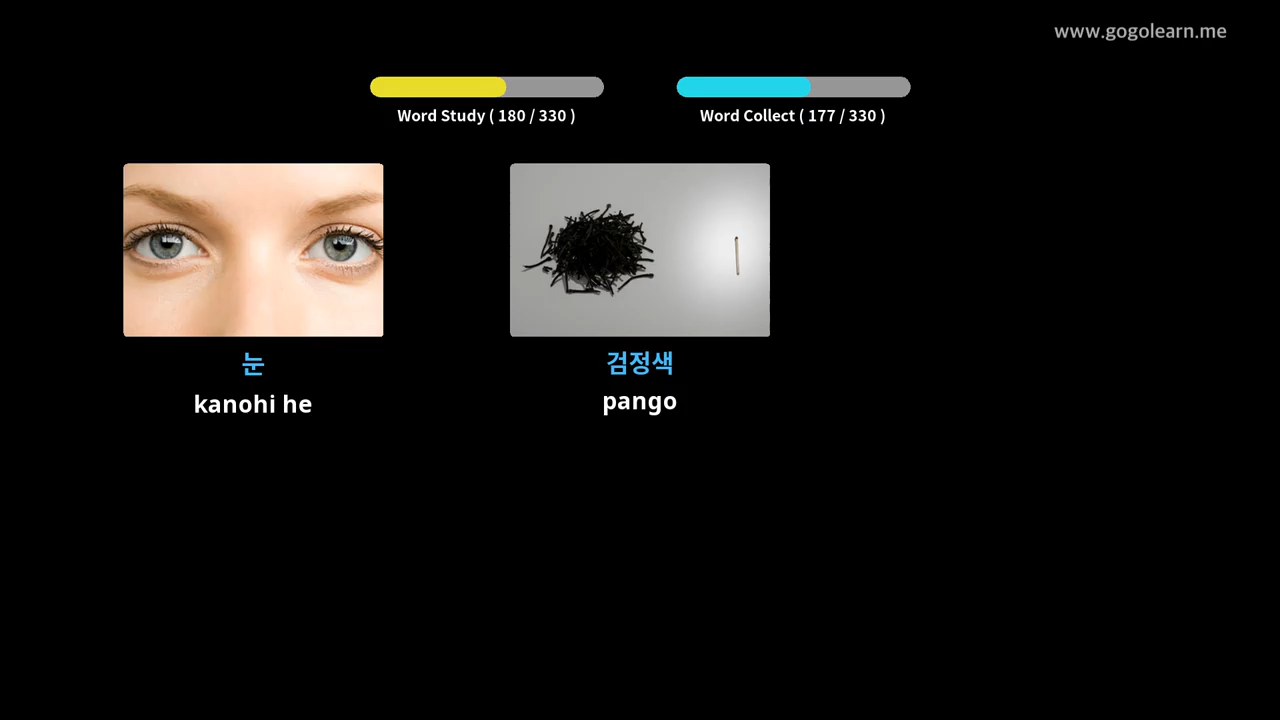 www.gogolearn.me
Word Study ( 180 / 330 )
Word Collect ( 177 / 330 )
눈
kanohi he
검정색
pango